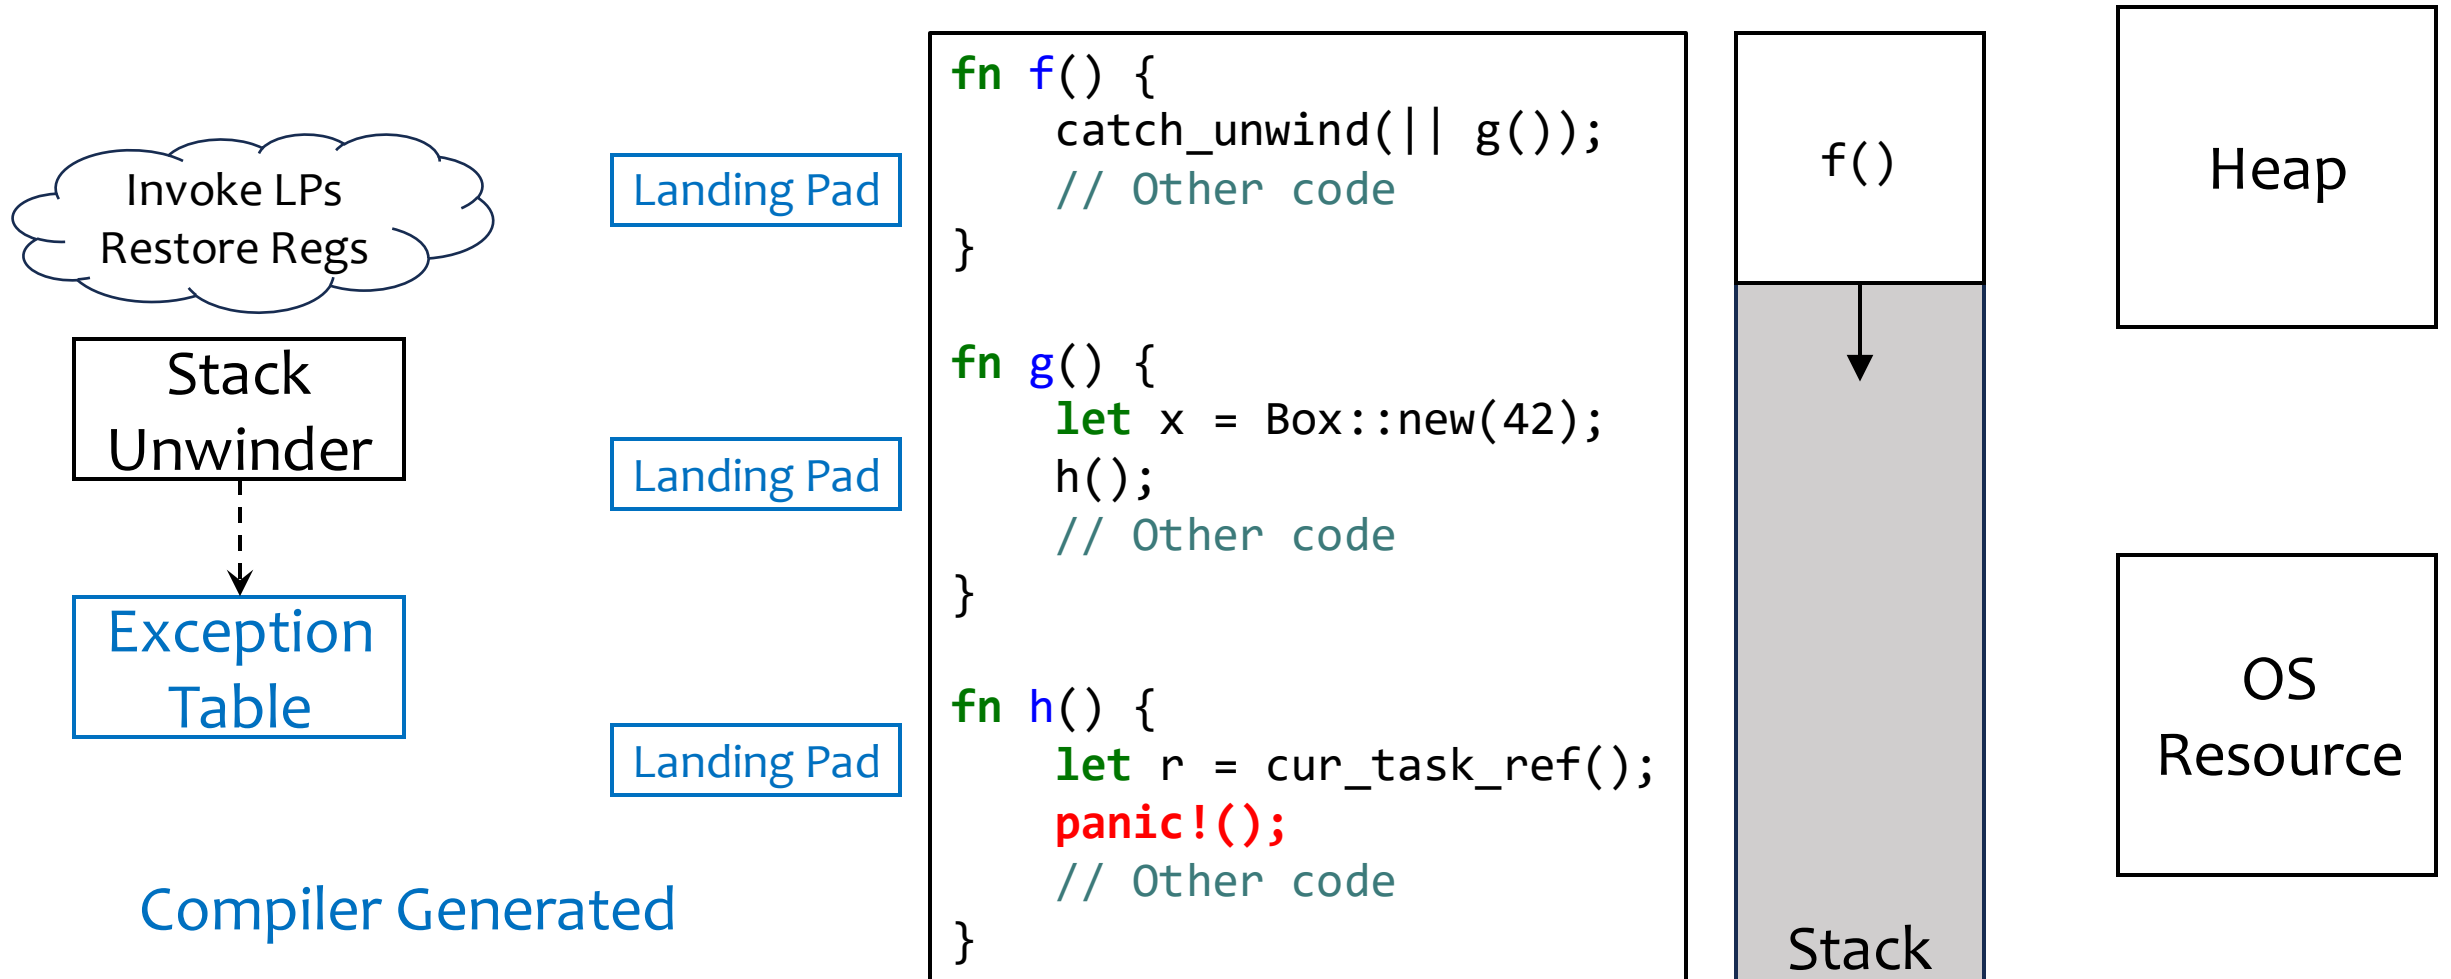 Invoke LPs
Restore Regs
Stack
Unwinder
Exception
Table
Compiler Generated
Landing Pad
Landing Pad
Landing Pad
fn f() {
    catch_unwind(|| g());
    // Other code
}
fn g() {
    let x = Box::new(42);
    h();
    // Other code
}
fn h() {
    let r = cur_task_ref();
    panic!();
    // Other code
}
f()
Stack
Heap
OS
Resource